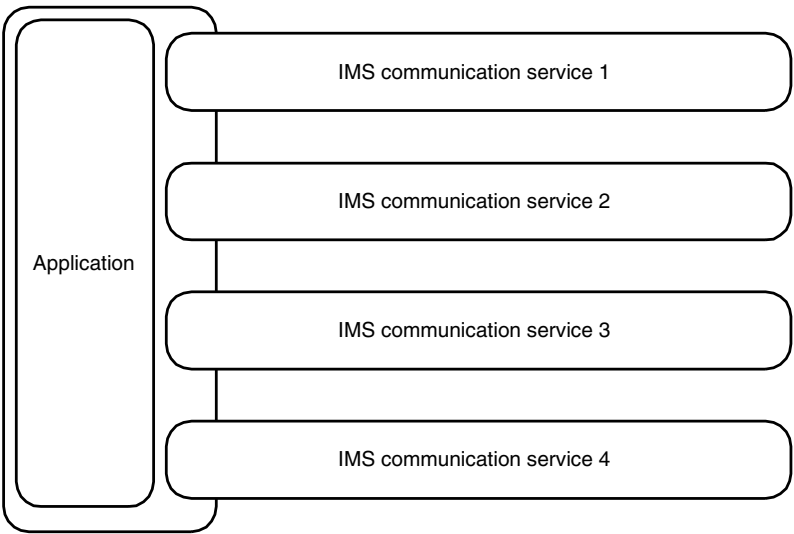 IMS communication service 1
IMS communication service 2
Application
IMS communication service 3
IMS communication service 4